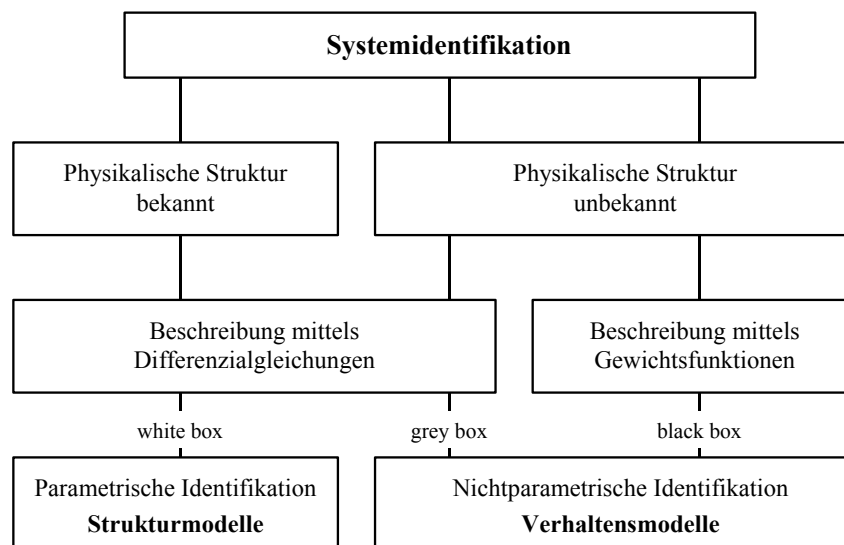 Systemidentifikation
Physikalische Struktur
bekannt
Physikalische Struktur
unbekannt
Beschreibung mittels
Differenzialgleichungen
Beschreibung mittels
Gewichtsfunktionen
white box
grey box
black box
Parametrische Identifikation
Strukturmodelle
Nichtparametrische Identifikation
Verhaltensmodelle